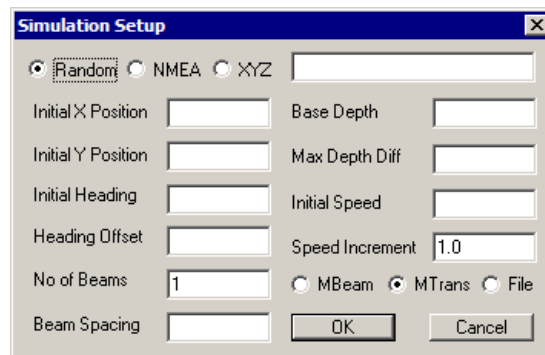 Simulation Setup
Random NMEA XYZ
Initial X Position
Base Depth
Initial Y Position
Max Depth Diff
Initial Heading
Initial Speed
Heading Offset
Speed Increment 1.0
No of Beams 1
MBeam MTrans File
Beam Spacing
OK Cancel